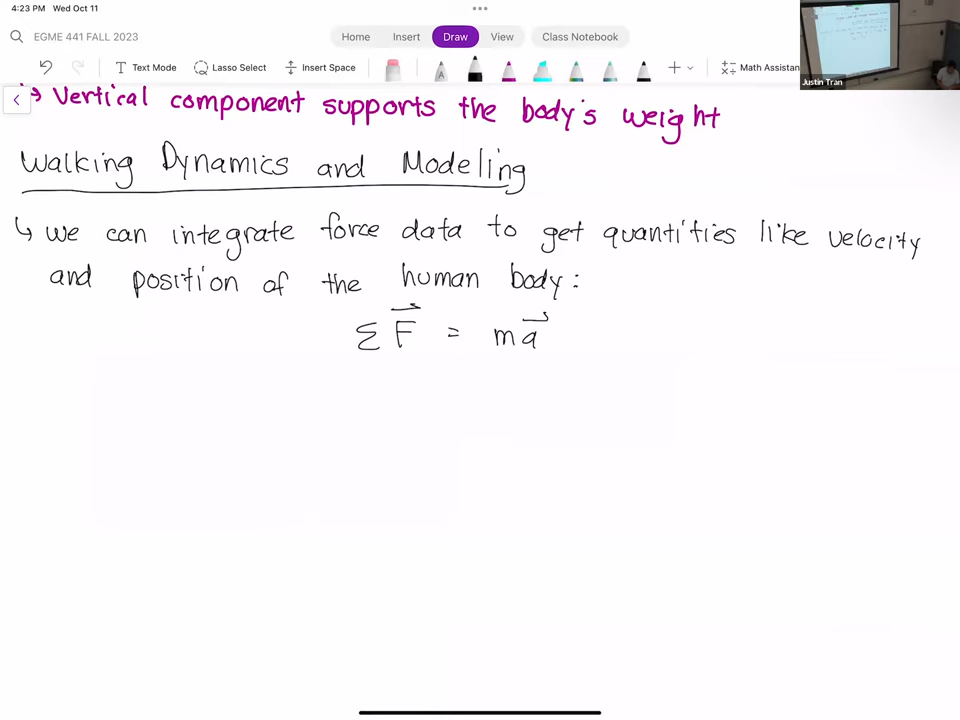 4:23 PM Wed Oct 11
EGME 441 FALL 2023
Home Insert Draw View Class Notebook
Text Mode Lasso Select Insert Space Math Assistan
Justin Tran
Vertical component supports the body's weight
Walking Dynamics and Modeling
↳ we can integrate force data to get quantities like velocity
and position of the human body:
Σ F⃗ = m a⃗